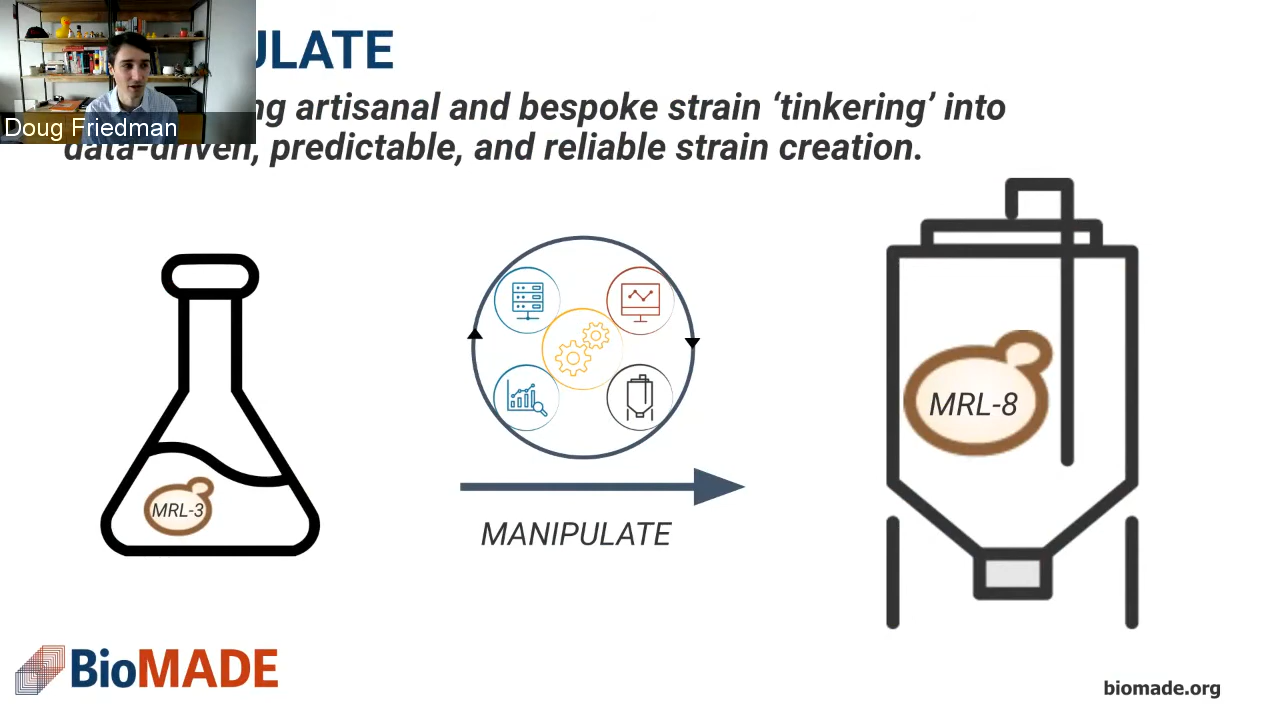 ULATE
ng artisanal and bespoke strain ‘tinkering’ into
Doug Friedman
data-driven, predictable, and reliable strain creation.
MRL-3
MANIPULATE
MRL-8
BioMADE
biomade.org